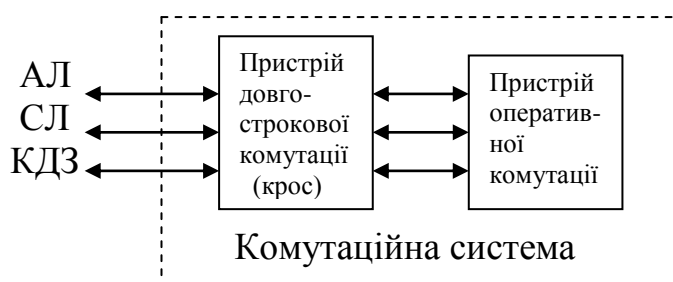 АЛ
СЛ
КДЗ
Пристрій
довго-
строкової
комутації
(крос)
Пристрій
оператив-
ної
комутації
Комутаційна система